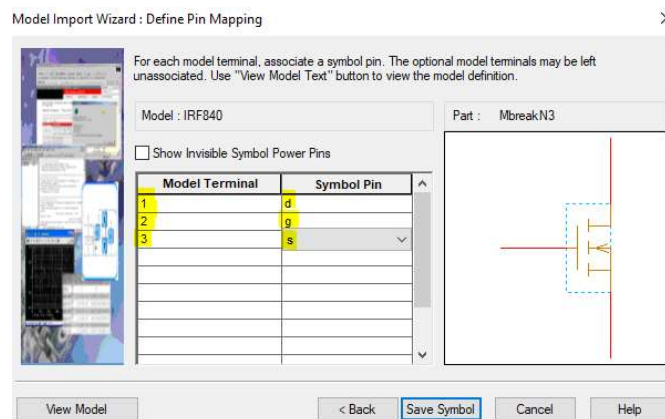 Model Import Wizard : Define Pin Mapping
For each model terminal, associate a symbol pin. The optional model terminals may be left
unassociated. Use "View Model Text" button to view the model definition.
Model : IRF840
Part : MbreakN3
Show Invisible Symbol Power Pins
Model Terminal Symbol Pin
1 d
2 g
3 s
View Model < Back Save Symbol Cancel Help